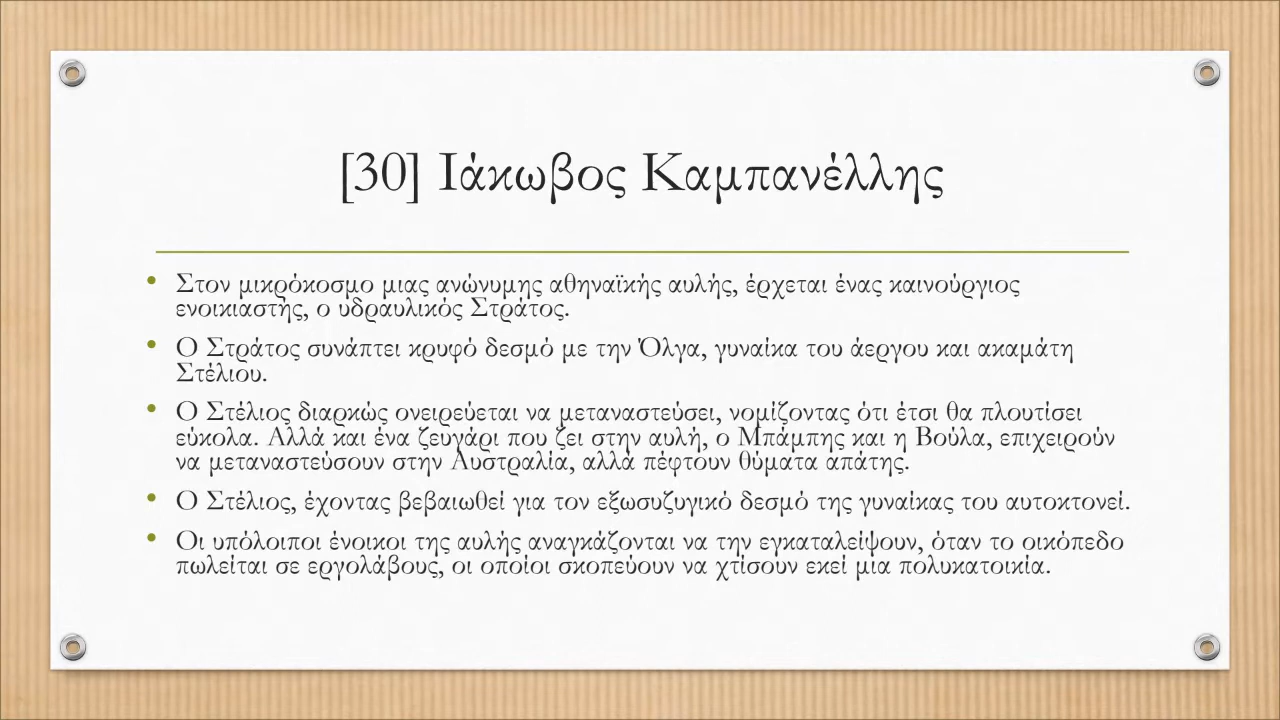 [30] Ιάκωβος Καμπανέλλης
• Στον μικρόκοσμο μιας ανώνυμης αθηναϊκής αυλής, έρχεται ένας καινούργιος
ενοικιαστής, ο υδραυλικός Στράτος.
• Ο Στράτος συνάπτει κρυφό δεσμό με την Όλγα, γυναίκα του άεργου και ακαμάτη
Στέλιου.
• Ο Στέλιος διαρκώς ονειρεύεται να μεταναστεύσει, νομίζοντας ότι έτσι θα πλουτίσει
εύκολα. Αλλά και ένα ζευγάρι που ζει στην αυλή, ο Μπάμπης και η Βούλα, επιχειρούν
να μεταναστεύσουν στην Αυστραλία, αλλά πέφτουν θύματα απάτης.
• Ο Στέλιος, έχοντας βεβαιωθεί για τον εξωσυζυγικό δεσμό της γυναίκας του αυτοκτονεί.
• Οι υπόλοιποι ένοικοι της αυλής αναγκάζονται να την εγκαταλείψουν, όταν το οικόπεδο
πωλείται σε εργολάβους, οι οποίοι σκοπεύουν να χτίσουν εκεί μία πολυκατοικία.